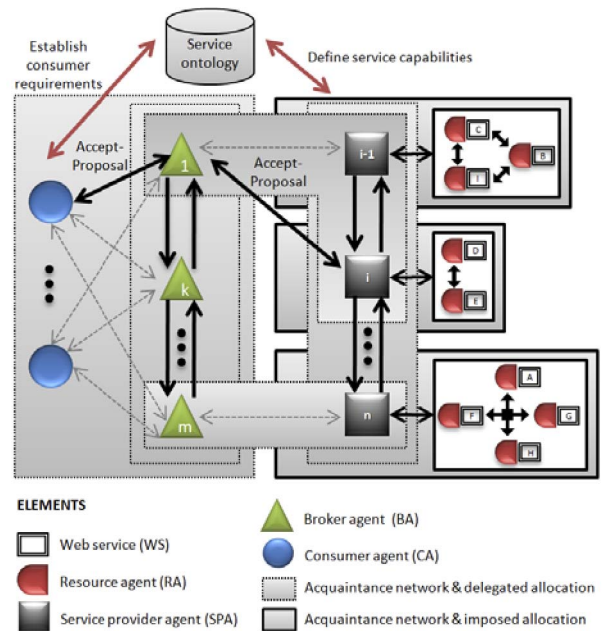 Establish
consumer
requirements
Service
ontology
Define service capabilities
Accept-
Proposal
1
Accept-
Proposal
i-1
C
B
I
k
i
D
E
m
n
A
F
G
H
ELEMENTS
Web service (WS)
Resource agent (RA)
Service provider agent (SPA)
Broker agent (BA)
Consumer agent (CA)
Acquaintance network & delegated allocation
Acquaintance network & imposed allocation